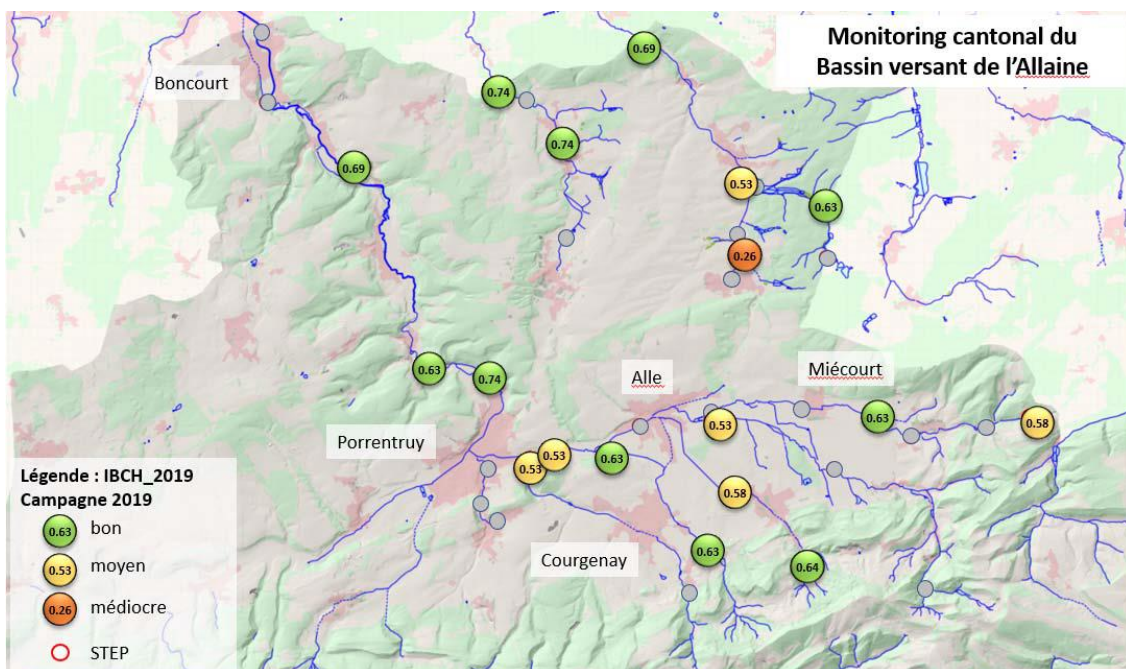 Monitoring cantonal du
Bassin versant de l'Allaine
0.69
Boncourt
0.74
0.74
0.69
0.53
0.63
0.26
0.63
0.74
Alle
Miécourt
0.63
0.58
0.53
Porrentruy
0.53
0.53
0.63
0.58
Courgenay
0.63
0.64
Légende : IBCH_2019
Campagne 2019
0.63 bon
0.53 moyen
0.26 médiocre
STEP